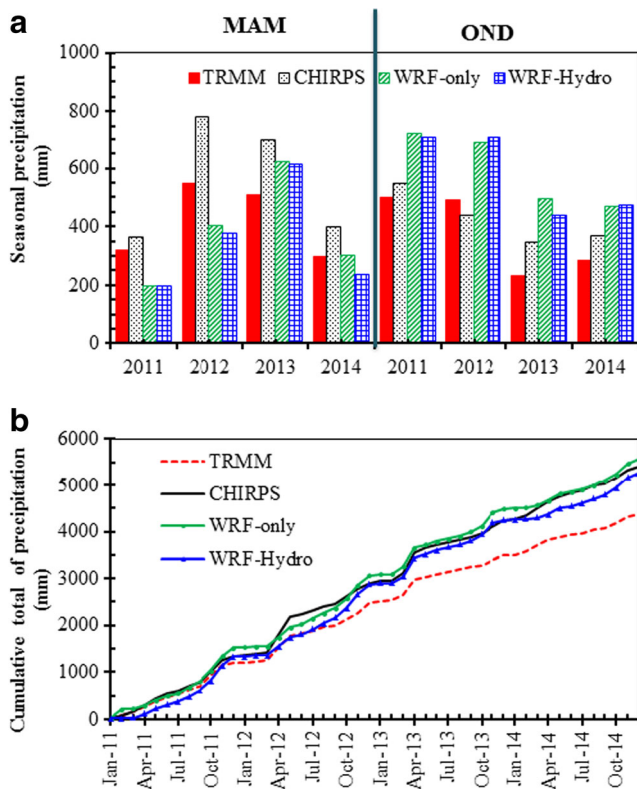 a
MAM
OND
1000
800
600
400
200
0
Seasonal precipitation
(mm)
TRMM
CHIRPS
WRF-only
WRF-Hydro
2011
2012
2013
2014
2011
2012
2013
2014
b
6000
5000
4000
3000
2000
1000
0
Cumulative total of precipitation
(mm)
TRMM
CHIRPS
WRF-only
WRF-Hydro
Jan-11
Apr-11
Jul-11
Oct-11
Jan-12
Apr-12
Jul-12
Oct-12
Jan-13
Apr-13
Jul-13
Oct-13
Jan-14
Apr-14
Jul-14
Oct-14